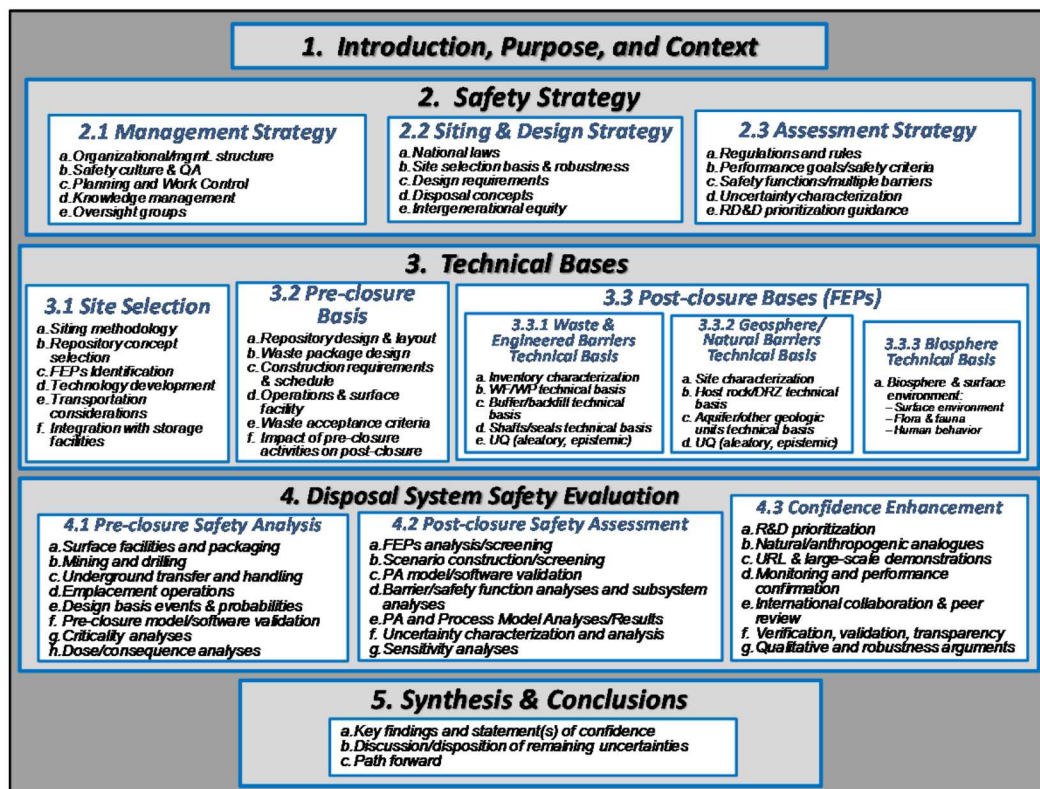 1. Introduction, Purpose, and Context
2. Safety Strategy
2.1 Management Strategy
a. Organizational/mgmt. structure
b. Safety culture & QA
c. Planning and Work Control
d. Knowledge management
e. Oversight groups
2.2 Siting & Design Strategy
a. National laws
b. Site selection basis & robustness
c. Design requirements
d. Disposal concepts
e. Intergenerational equity
2.3 Assessment Strategy
a. Regulations and rules
b. Performance goals/safety criteria
c. Safety functions/multiple barriers
d. Uncertainty characterization
e. RD&D prioritization guidance
3. Technical Bases
3.1 Site Selection
a. Siting methodology
b. Repository concept
selection
c. FEPs Identification
d. Technology development
e. Transportation
considerations
f. Integration with storage
facilities
3.2 Pre-closure
Basis
a. Repository design & layout
b. Waste package design
c. Construction requirements
& schedule
d. Operations & surface
facility
e. Waste acceptance criteria
f. Impact of pre-closure
activities on post-closure
3.3 Post-closure Bases (FEPs)
3.3.1 Waste &
Engineered Barriers
Technical Basis
a. Inventory characterization
b. WF/WP technical basis
c. Buffer/backfill technical
basis
d. Shafts/seals technical basis
e. UQ (aleatory, epistemic)
3.3.2 Geosphere/
Natural Barriers
Technical Basis
a. Site characterization
b. Host rock/DRZ technical
basis
c. Aquifer/other geologic
units technical basis
d. UQ (aleatory, epistemic)
3.3.3 Biosphere
Technical Basis
a. Biosphere & surface
environment:
– Surface environment
– Flora & fauna
– Human behavior
4. Disposal System Safety Evaluation
4.1 Pre-closure Safety Analysis
a. Surface facilities and packaging
b. Mining and drilling
c. Underground transfer and handling
d. Emplacement operations
e. Design basis events & probabilities
f. Pre-closure model/software validation
g. Criticality analyses
h. Dose/consequence analyses
4.2 Post-closure Safety Assessment
a. FEPs analysis/screening
b. Scenario construction/screening
c. PA model/software validation
d. Barrier/safety function analyses and subsystem
analyses
e. PA and Process Model Analyses/Results
f. Uncertainty characterization and analysis
g. Sensitivity analyses
4.3 Confidence Enhancement
a. R&D prioritization
b. Natural/anthropogenic analogues
c. URL & large-scale demonstrations
d. Monitoring and performance
confirmation
e. International collaboration & peer
review
f. Verification, validation, transparency
g. Qualitative and robustness arguments
5. Synthesis & Conclusions
a. Key findings and statement(s) of confidence
b. Discussion/disposition of remaining uncertainties
c. Path forward